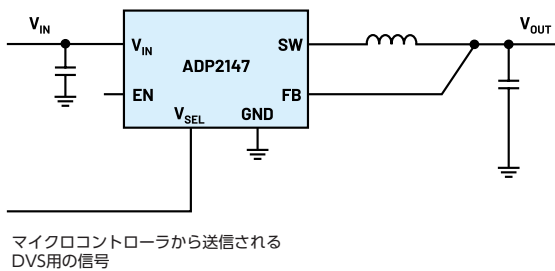 VIN
VOUT
VIN
SW
ADP2147
EN
FB
VSEL
GND
マイクロコントローラから送信される
DVS用の信号